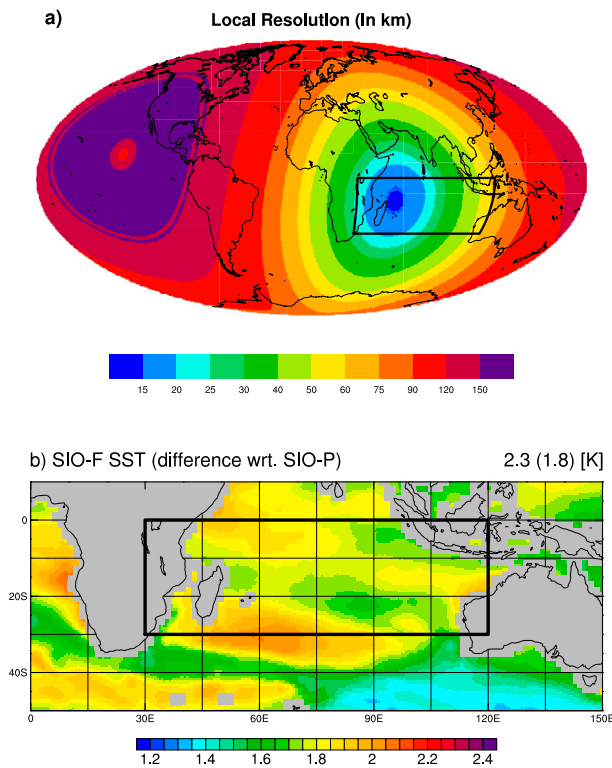 a)
Local Resolution (In km)
15 20 25 30 40 50 60 75 90 120 150
b) SIO-F SST (difference wrt. SIO-P) 2.3 (1.8) [K]
0
20S
40S
0 30E 60E 90E 120E 150E
1.2 1.4 1.6 1.8 2 2.2 2.4